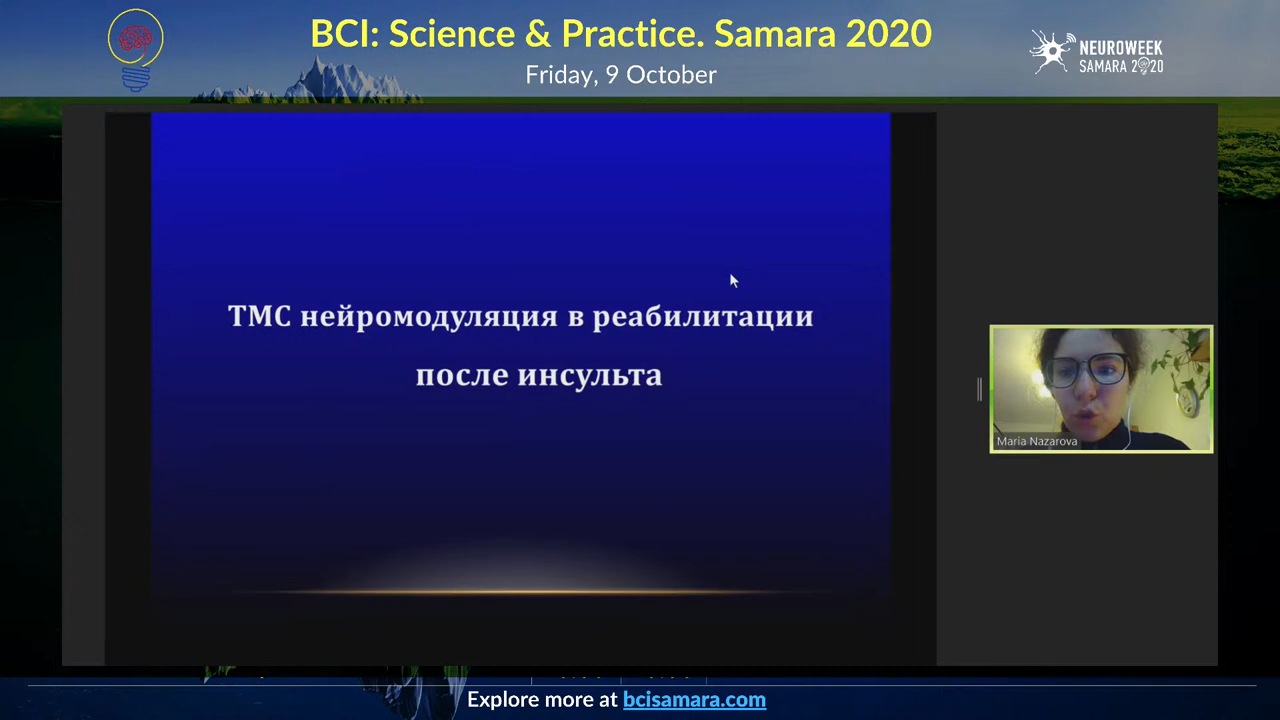 BCI: Science & Practice. Samara 2020
Friday, 9 October
NEUROWEEK
SAMARA 2020
ТМС нейромодуляция в реабилитации
после инсульта
Maria Nazarova
Explore more at bcisamara.com